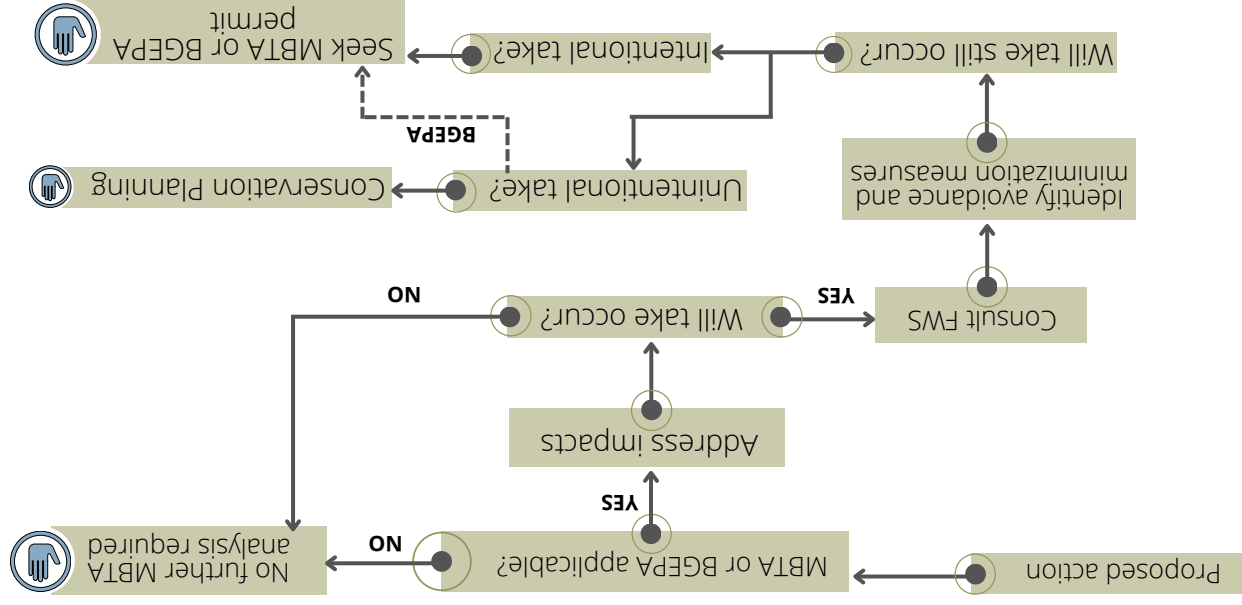 Proposed action
MBTA or BGEPA applicable?
NO
No further MBTA
analysis required
YES
Address impacts
Will take occur?
NO
YES
Consult FWS
Identify avoidance and
minimization measures
Will take still occur?
Unintentional take?
Conservation Planning
BGEPA
Intentional take?
Seek MBTA or BGEPA
permit